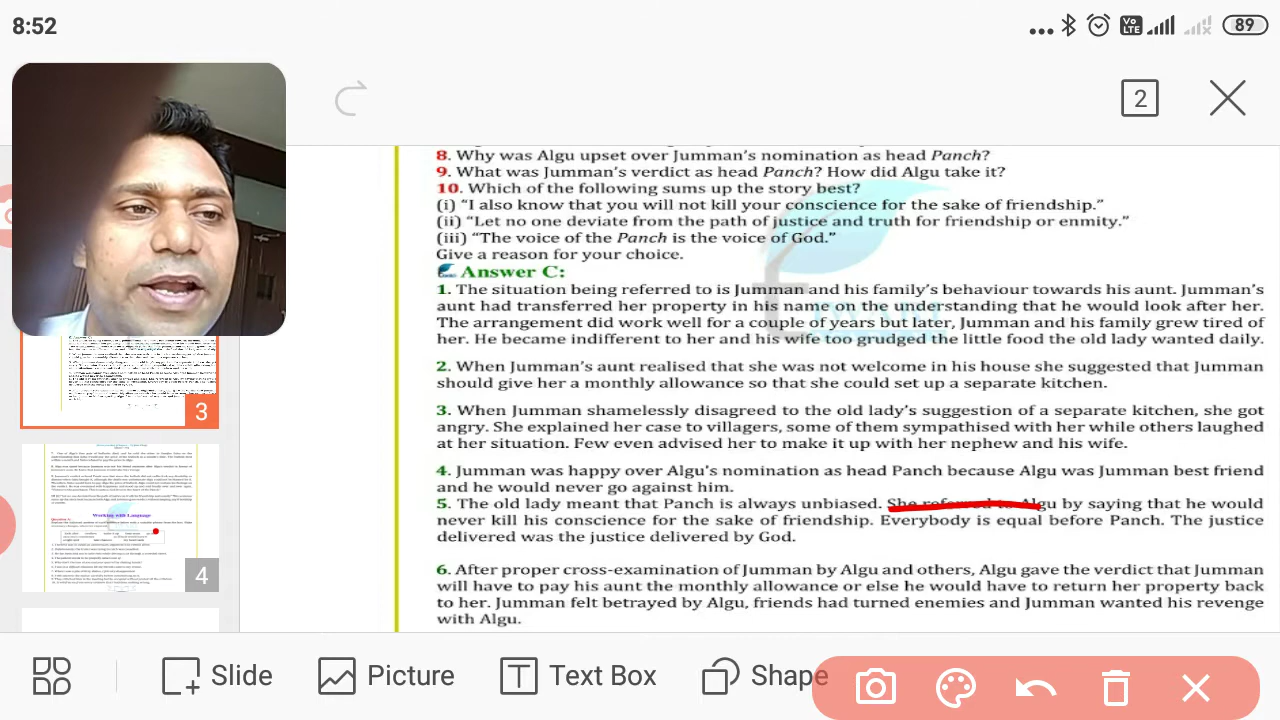 8:52
Vo LTE
89
2
8. Why was Algu upset over Jumman's nomination as head Panch?
9. What was Jumman's verdict as head Panch? How did Algu take it?
10. Which of the following sums up the story best?
(i) “I also know that you will not kill your conscience for the sake of friendship.”
(ii) “Let no one deviate from the path of justice and truth for friendship or enmity.”
(iii) “The voice of the Panch is the voice of God.”
Give a reason for your choice.
Answer C:
1. The situation being referred to is Jumman and his family's behaviour towards his aunt. Jumman's
aunt had transferred her property in his name on the understanding that he would look after her.
The arrangement did work well for a couple of years but later, Jumman and his family grew tired of
her. He became indifferent to her and his wife too grudged the little food the old lady wanted daily.
2. When Jumman's aunt realised that she was not welcome in his house she suggested that Jumman
should give her a monthly allowance so that she could set up a separate kitchen.
3. When Jumman shamelessly disagreed to the old lady's suggestion of a separate kitchen, she got
angry. She explained her case to villagers, some of them sympathised with her while others laughed
at her situation. Few even advised her to make it up with her nephew and his wife.
4. Jumman was happy over Algu's nomination as head Panch because Algu was Jumman best friend
and he would never go against him.
5. The old lady meant that Panch is always unbiased. Algu by saying that he would
never kill his conscience for the sake of friendship. Everybody is equal before Panch. The justice
delivered was the justice delivered by God.
6. After proper cross-examination of Jumman by Algu and others. Algu gave the verdict that Jumman
will have to pay his aunt the monthly allowance or else he would have to return her property back
to her. Jumman felt betrayed by Algu, friends had turned enemies and Jumman wanted his revenge
with Algu.
3
Working with Language
4
Slide
Picture
Text Box
Shape